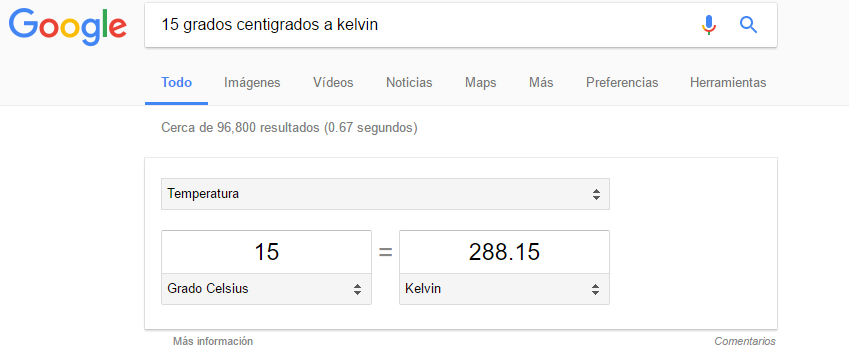 Google
15 grados centigrados a kelvin
Todo Imágenes Vídeos Noticias Maps Más Preferencias Herramientas
Cerca de 96,800 resultados (0.67 segundos)
Temperatura
15 = 288.15
Grado Celsius Kelvin
Más información Comentarios